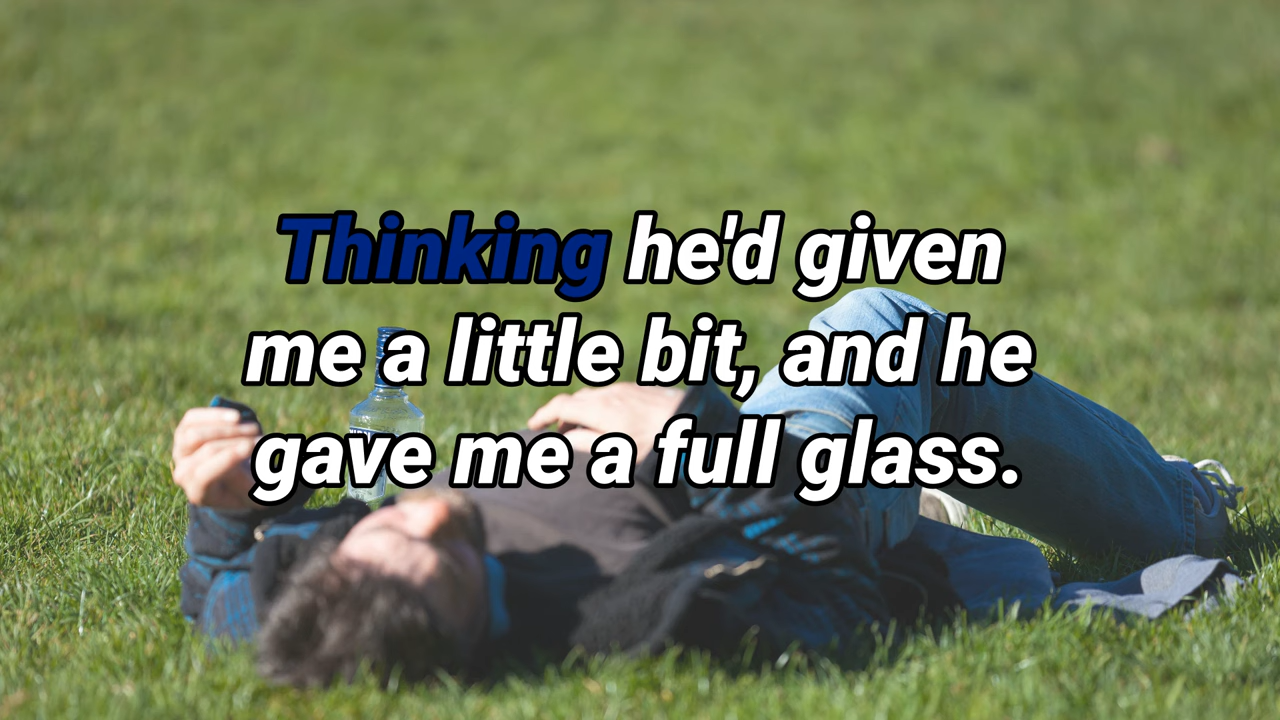 Thinking he'd given
me a little bit, and he
gave me a full glass.